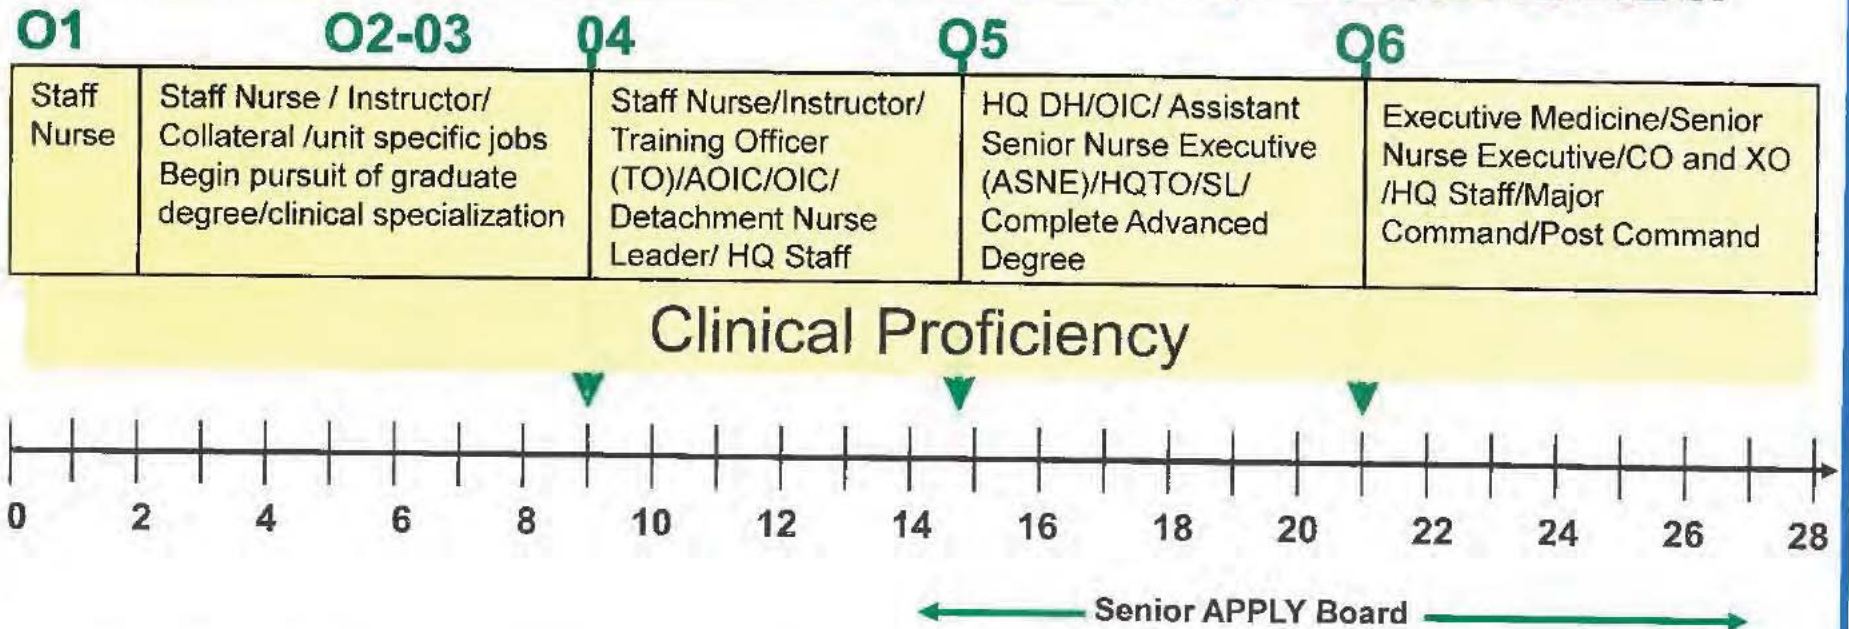 O1
O2-03
04
O5
O6
Staff
Nurse
Staff Nurse / Instructor/
Collateral /unit specific jobs
Begin pursuit of graduate
degree/clinical specialization
Staff Nurse/Instructor/
Training Officer
(TO)/AOIC/OIC/
Detachment Nurse
Leader/ HQ Staff
HQ DH/OIC/ Assistant
Senior Nurse Executive
(ASNE)/HQTO/SL/
Complete Advanced
Degree
Executive Medicine/Senior
Nurse Executive/CO and XO
/HQ Staff/Major
Command/Post Command
Clinical Proficiency
0 2 4 6 8 10 12 14 16 18 20 22 24 26 28
Senior APPLY Board